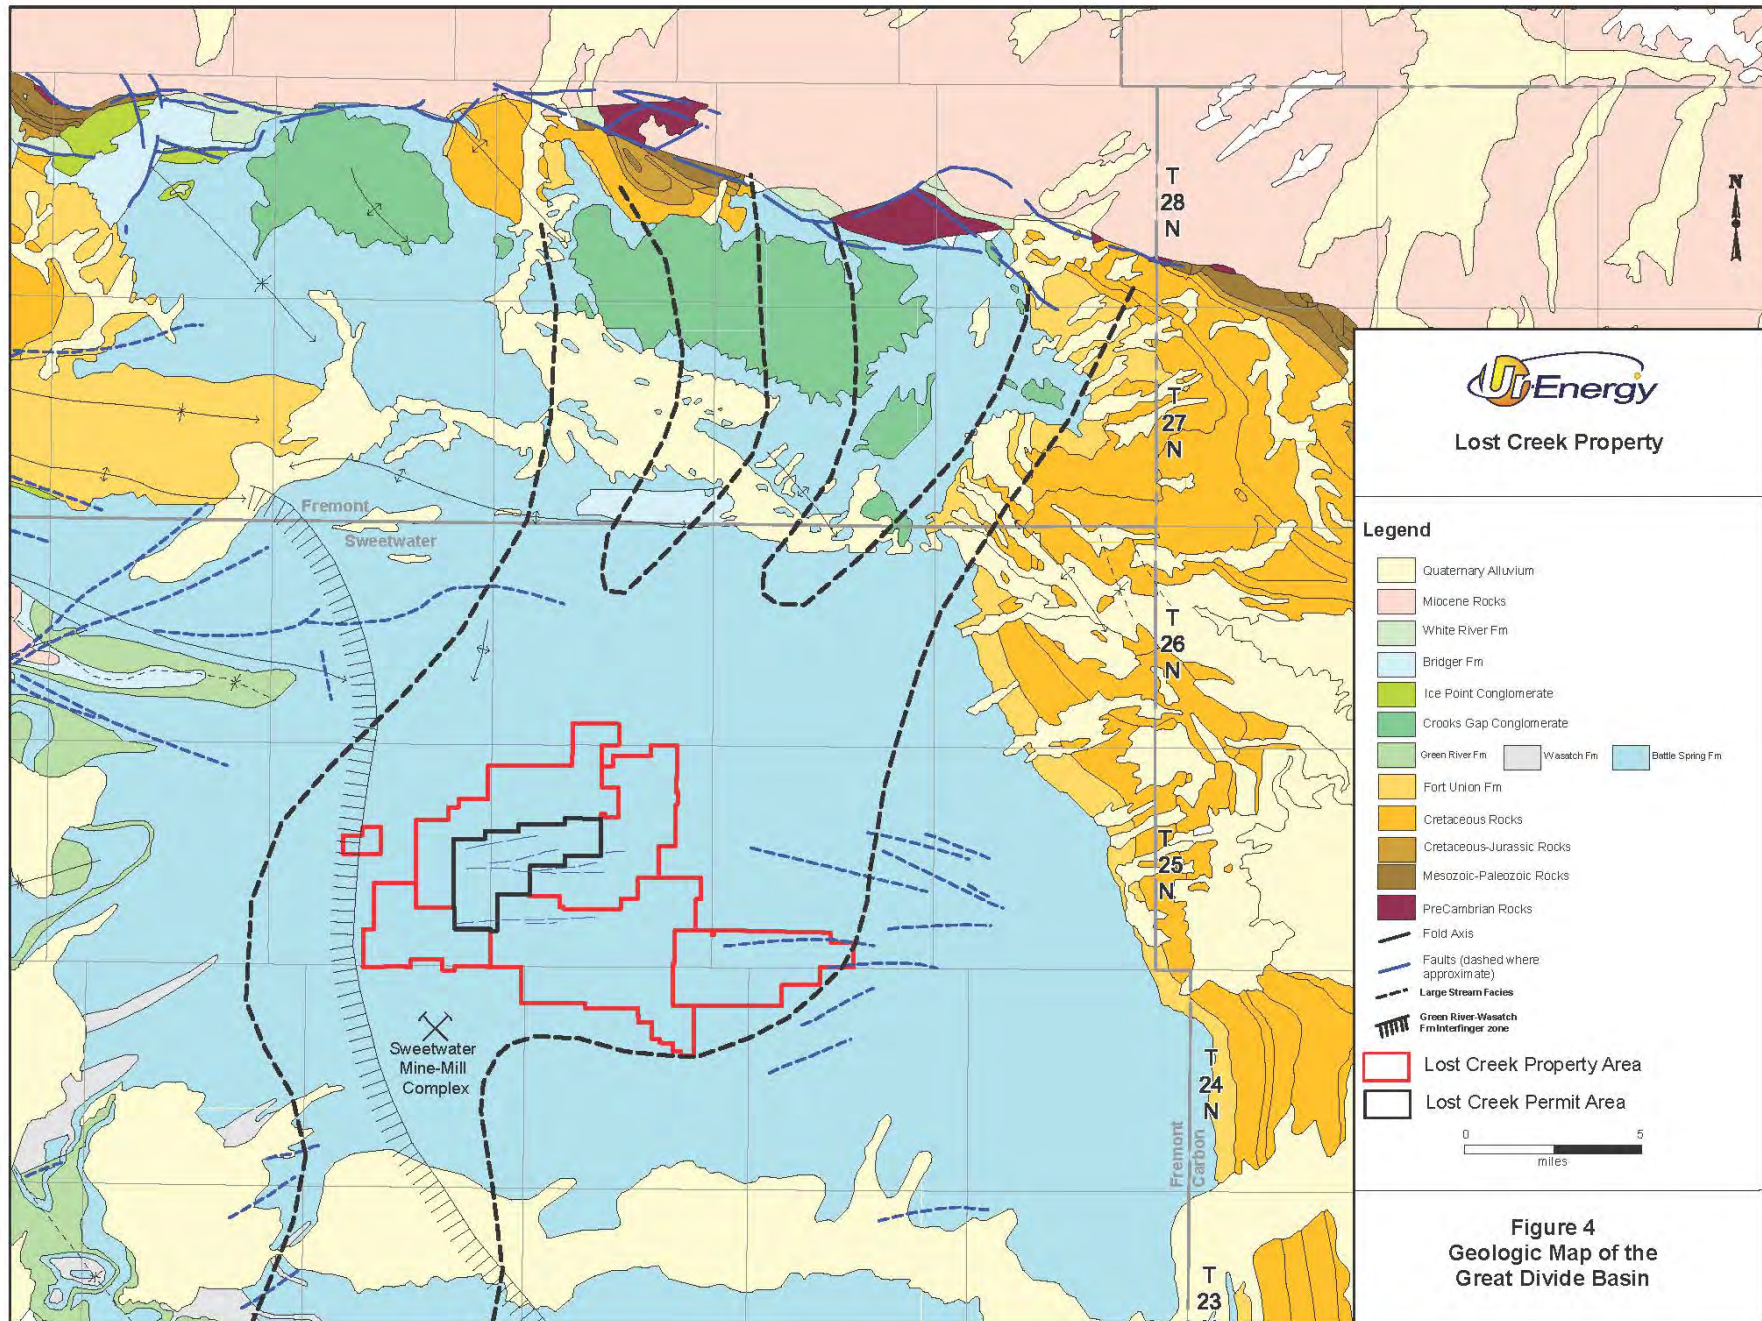 T
28
N
N
T
27
N
Fremont
Sweetwater
T
26
N
T
25
N
Sweetwater
Mine-Mill
Complex
T
24
N
Fremont
Carbon
T
23
Ur-Energy
Lost Creek Property
Legend
Quaternary Alluvium
Miocene Rocks
White River Fm
Bridger Fm
Ice Point Conglomerate
Crooks Gap Conglomerate
Green River Fm Wasatch Fm Battle Spring Fm
Fort Union Fm
Cretaceous Rocks
Cretaceous-Jurassic Rocks
Mesozoic-Paleozoic Rocks
PreCambrian Rocks
Fold Axis
Faults (dashed where
approximate)
Large Stream Facies
Green River-Wasatch
Fm Interfinger zone
Lost Creek Property Area
Lost Creek Permit Area
0 5
miles
Figure 4
Geologic Map of the
Great Divide Basin